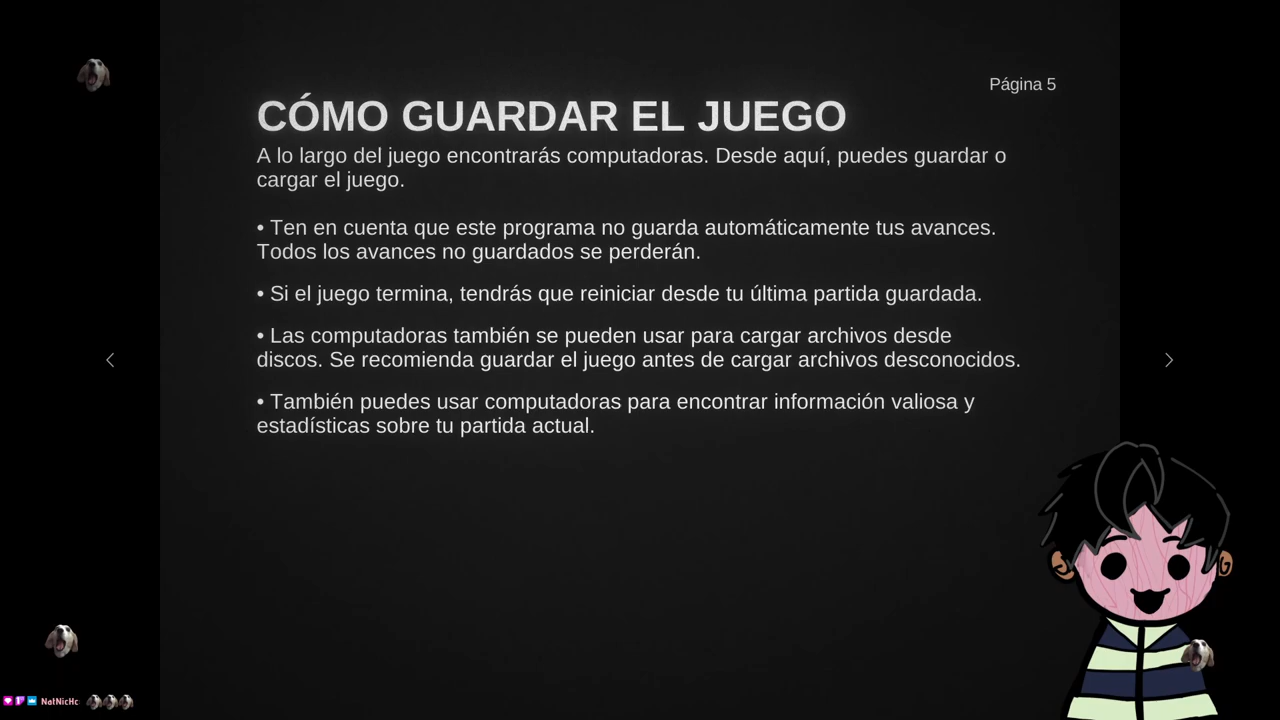 Página 5
CÓMO GUARDAR EL JUEGO
A lo largo del juego encontrarás computadoras. Desde aquí, puedes guardar o
cargar el juego.
• Ten en cuenta que este programa no guarda automáticamente tus avances.
Todos los avances no guardados se perderán.
• Si el juego termina, tendrás que reiniciar desde tu última partida guardada.
• Las computadoras también se pueden usar para cargar archivos desde
discos. Se recomienda guardar el juego antes de cargar archivos desconocidos.
• También puedes usar computadoras para encontrar información valiosa y
estadísticas sobre tu partida actual.
NatNicHc